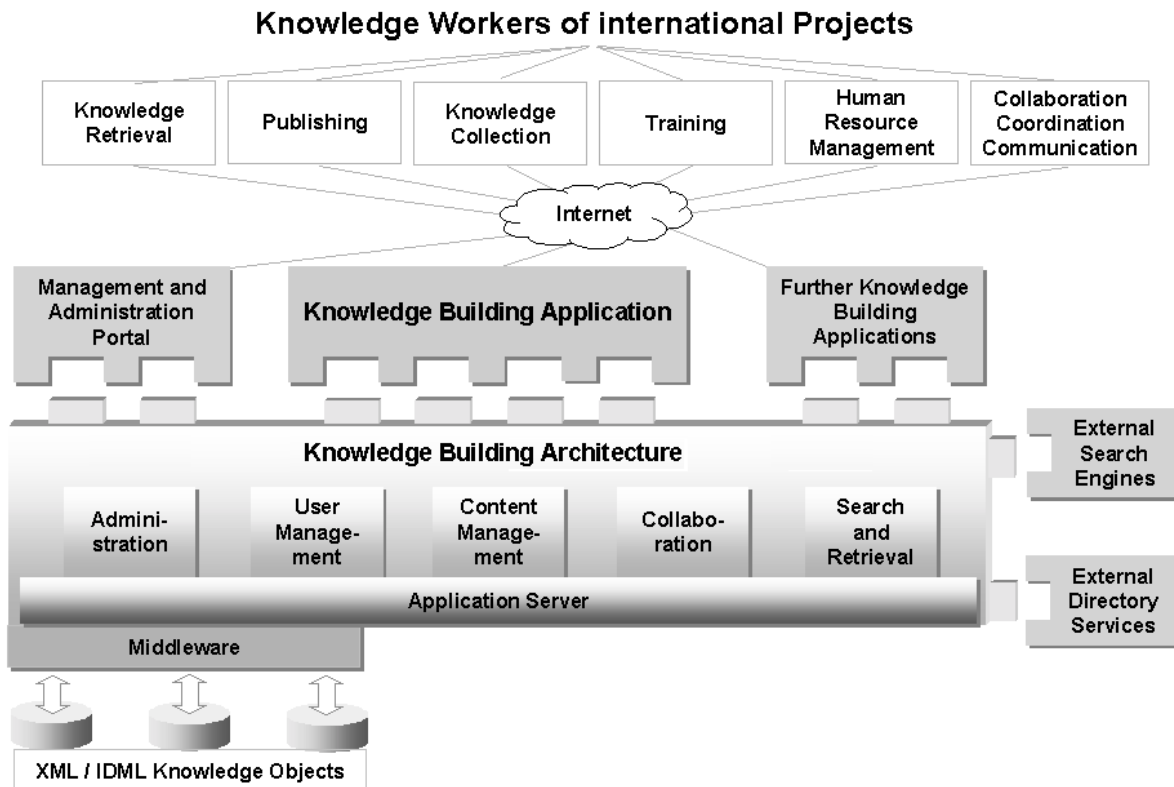 Knowledge Workers of international Projects
Knowledge
Retrieval
Publishing
Knowledge
Collection
Training
Human
Resource
Management
Collaboration
Coordination
Communication
Internet
Management and
Administration
Portal
Knowledge Building Application
Further Knowledge
Building
Applications
Knowledge Building Architecture
External
Search
Engines
Admini-
stration
User
Manage-
ment
Content
Manage-
ment
Collabo-
ration
Search
and
Retrieval
Application Server
External
Directory
Services
Middleware
XML / IDML Knowledge Objects